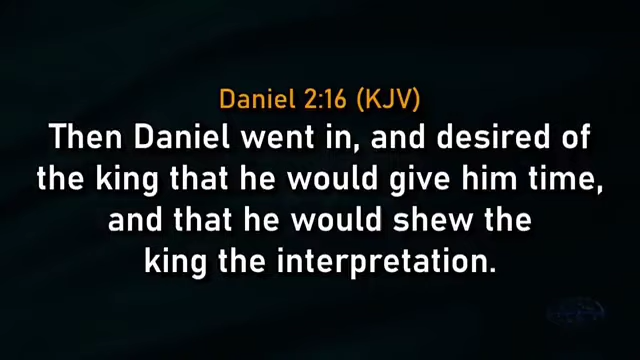 Daniel 2:16 (KJV)
Then Daniel went in, and desired of
the king that he would give him time,
and that he would shew the
king the interpretation.